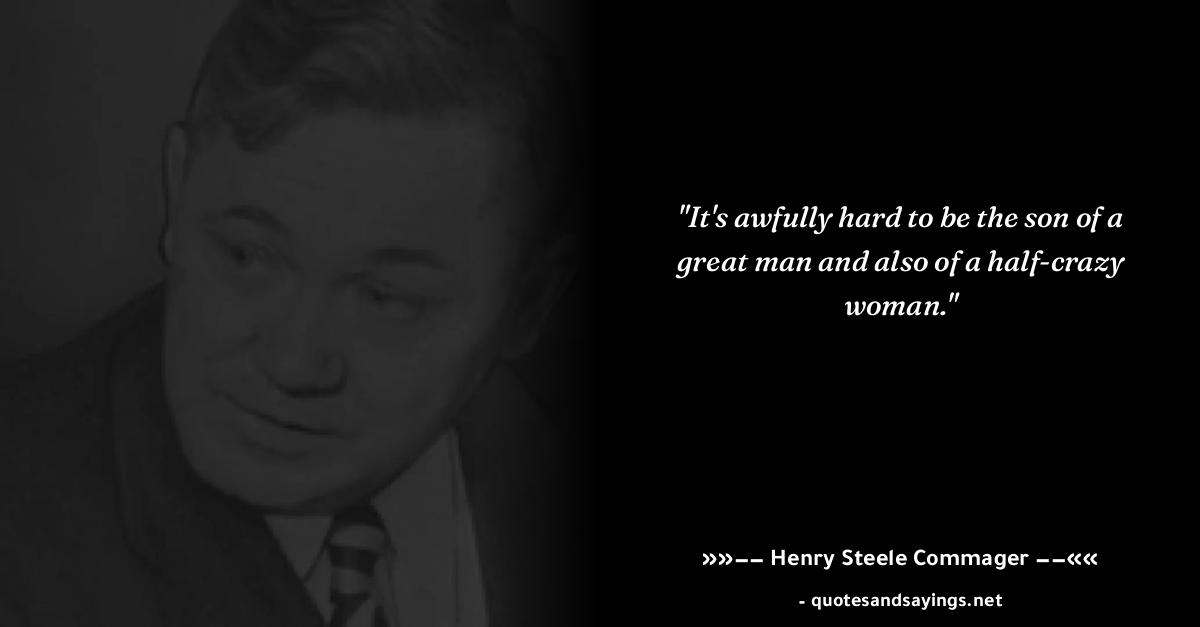 "It's awfully hard to be the son of a
great man and also of a half-crazy
woman."
»»−− Henry Steele Commager −−««
- quotesandsayings.net